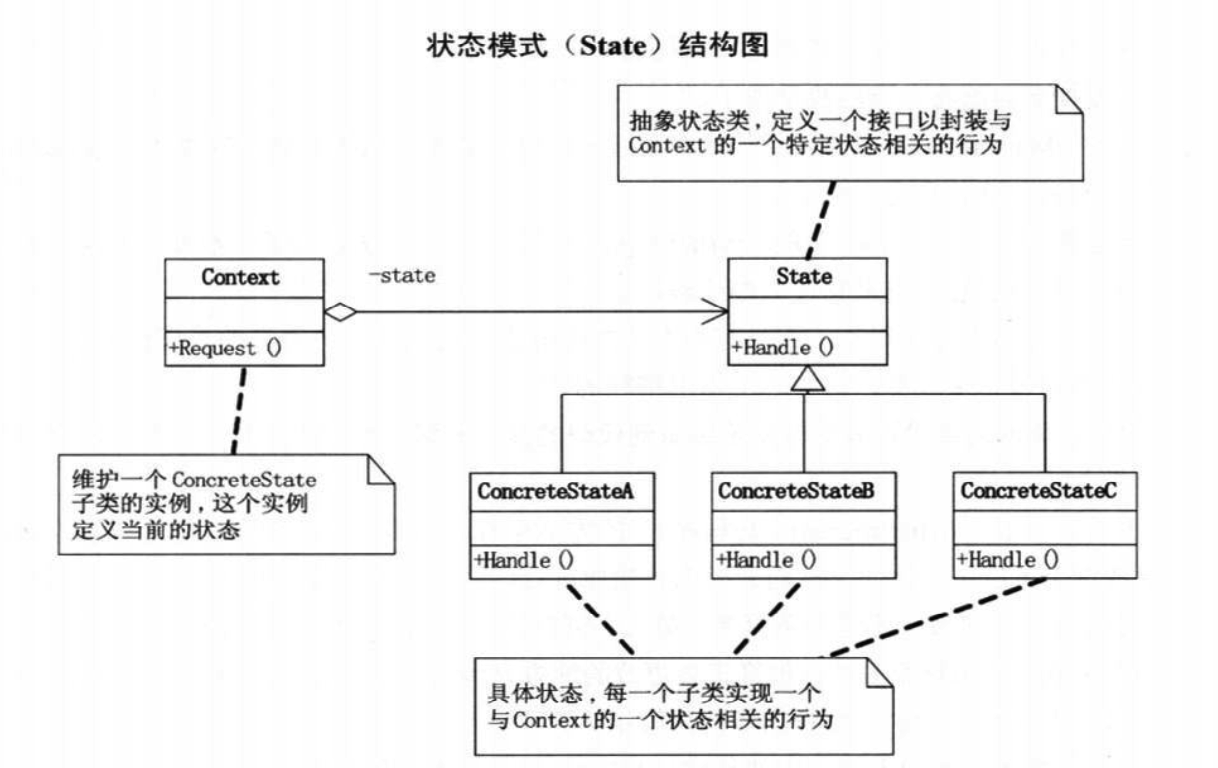 状态模式（State）结构图
抽象状态类，定义一个接口以封装与
Context 的一个特定状态相关的行为
Context
-state
State
+Request ()
+Handle ()
维护一个 ConcreteState
子类的实例，这个实例
定义当前的状态
ConcreteStateA
ConcreteStateB
ConcreteStateC
+Handle ()
+Handle ()
+Handle ()
具体状态，每一个子类实现一个
与Context的一个状态相关的行为